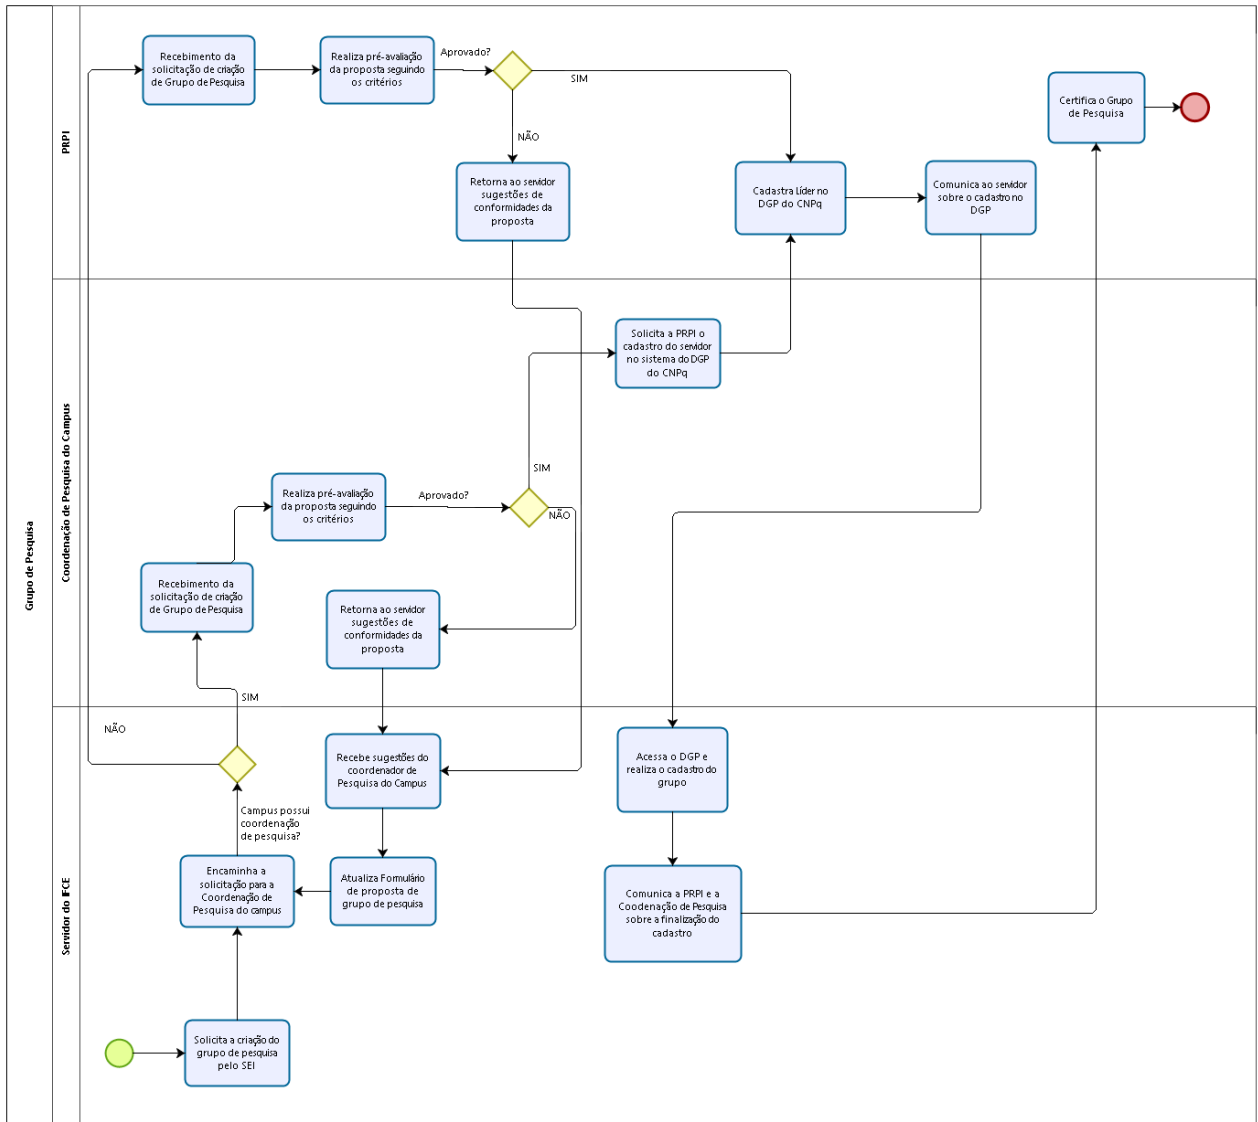 Grupo de Pesquisa
PRPI
Recebimento da
solicitação de criação
de Grupo de Pesquisa
Realiza pré-avaliação
da proposta seguindo
os critérios
Aprovado?
SIM
NÃO
Retorna ao servidor
sugestões de
conformidades da
proposta
Cadastra Líder no
DGP do CNPq
Comunica ao servidor
sobre o cadastro no
DGP
Certifica o Grupo
de Pesquisa
Coordenação de Pesquisa do Campus
Solicita a PRPI o
cadastro do servidor
no sistema do DGP
do CNPq
SIM
Realiza pré-avaliação
da proposta seguindo
os critérios
Aprovado?
NÃO
Recebimento da
solicitação de criação
de Grupo de Pesquisa
Retorna ao servidor
sugestões de
conformidades da
proposta
SIM
Servidor do IFCE
NÃO
Recebe sugestões do
coordenador de
Pesquisa do Campus
Acessa o DGP e
realiza o cadastro do
grupo
Campus possui
coordenação
de pesquisa?
Encaminha a
solicitação para a
Coordenação de
Pesquisa do campus
Atualiza Formulário
de proposta de
grupo de pesquisa
Comunica a PRPI e a
Coodenação de Pesquisa
sobre a finalização do
cadastro
Solicita a criação do
grupo de pesquisa
pelo SEI